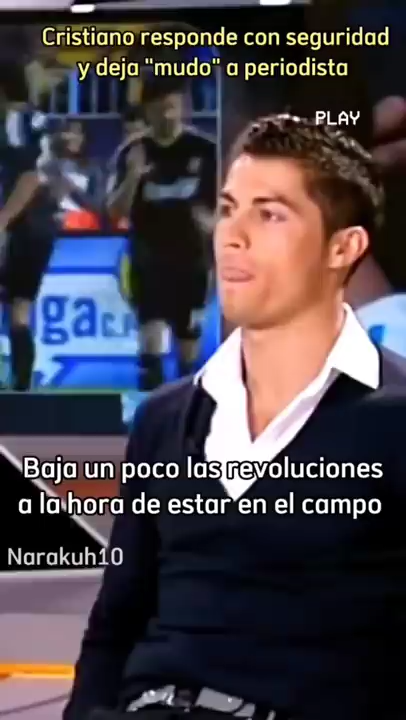 Cristiano responde con seguridad
y deja "mudo" a periodista
PLAY
ga
Baja un poco las revoluciones
a la hora de estar en el campo
Narakuh10